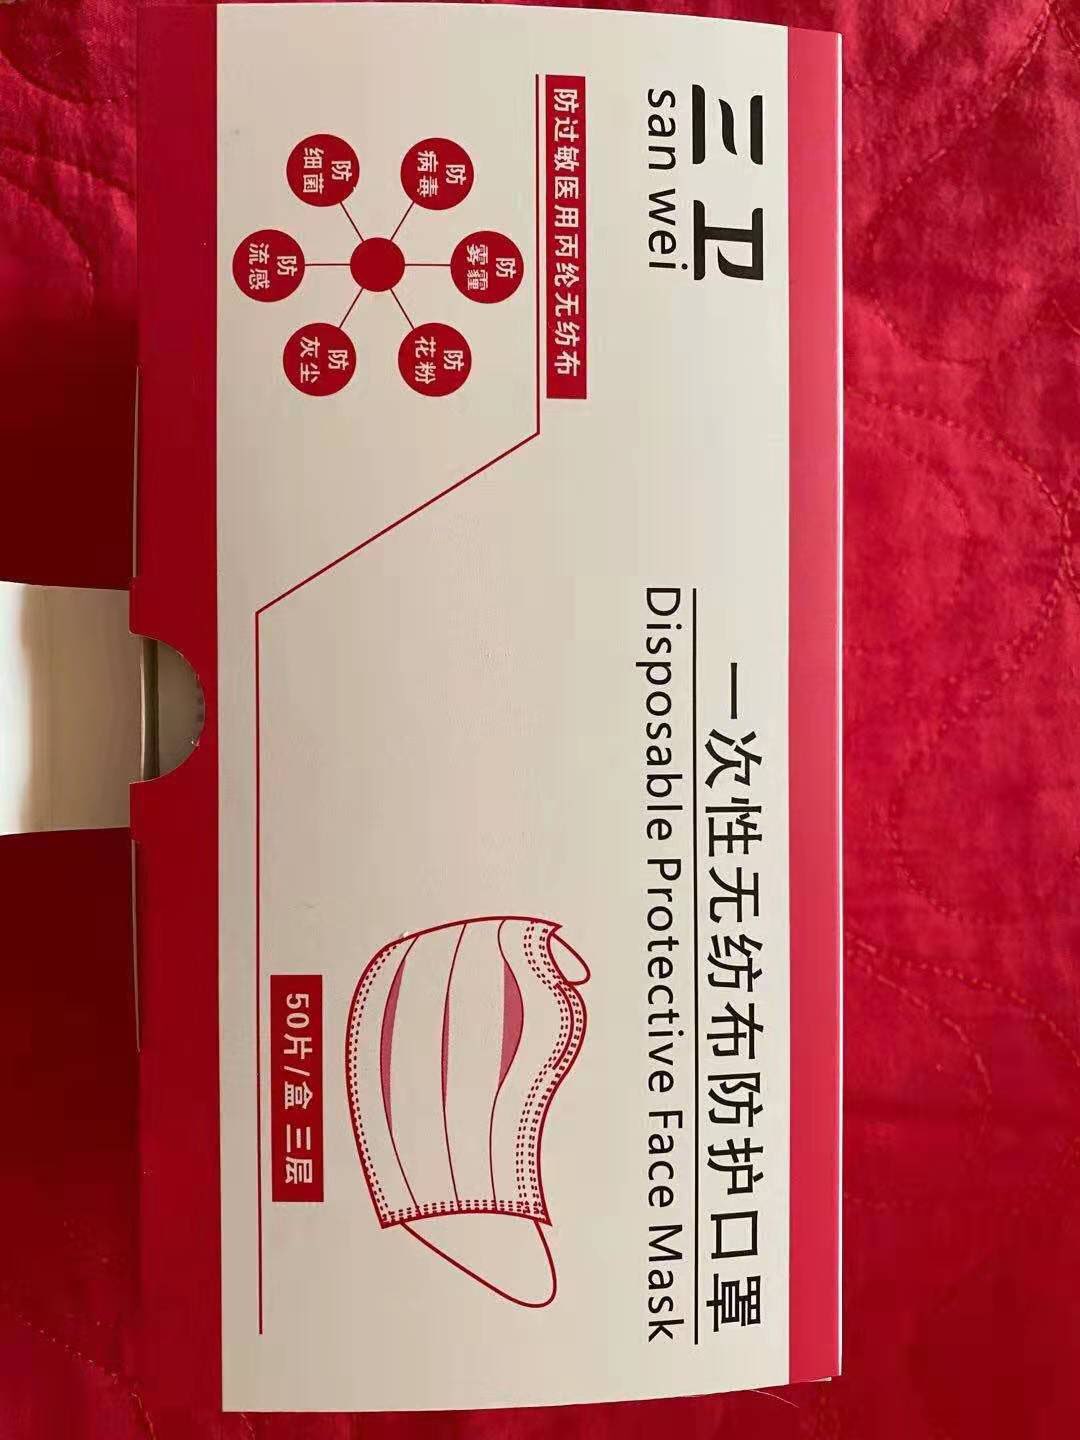 三卫
san wei
一次性无纺布防护口罩
Disposable Protective Face Mask
防过敏医用丙纶无纺布
防
病毒
防
雾霾
防
花粉
防
细菌
防
流感
防
灰尘
50片/盒 三层